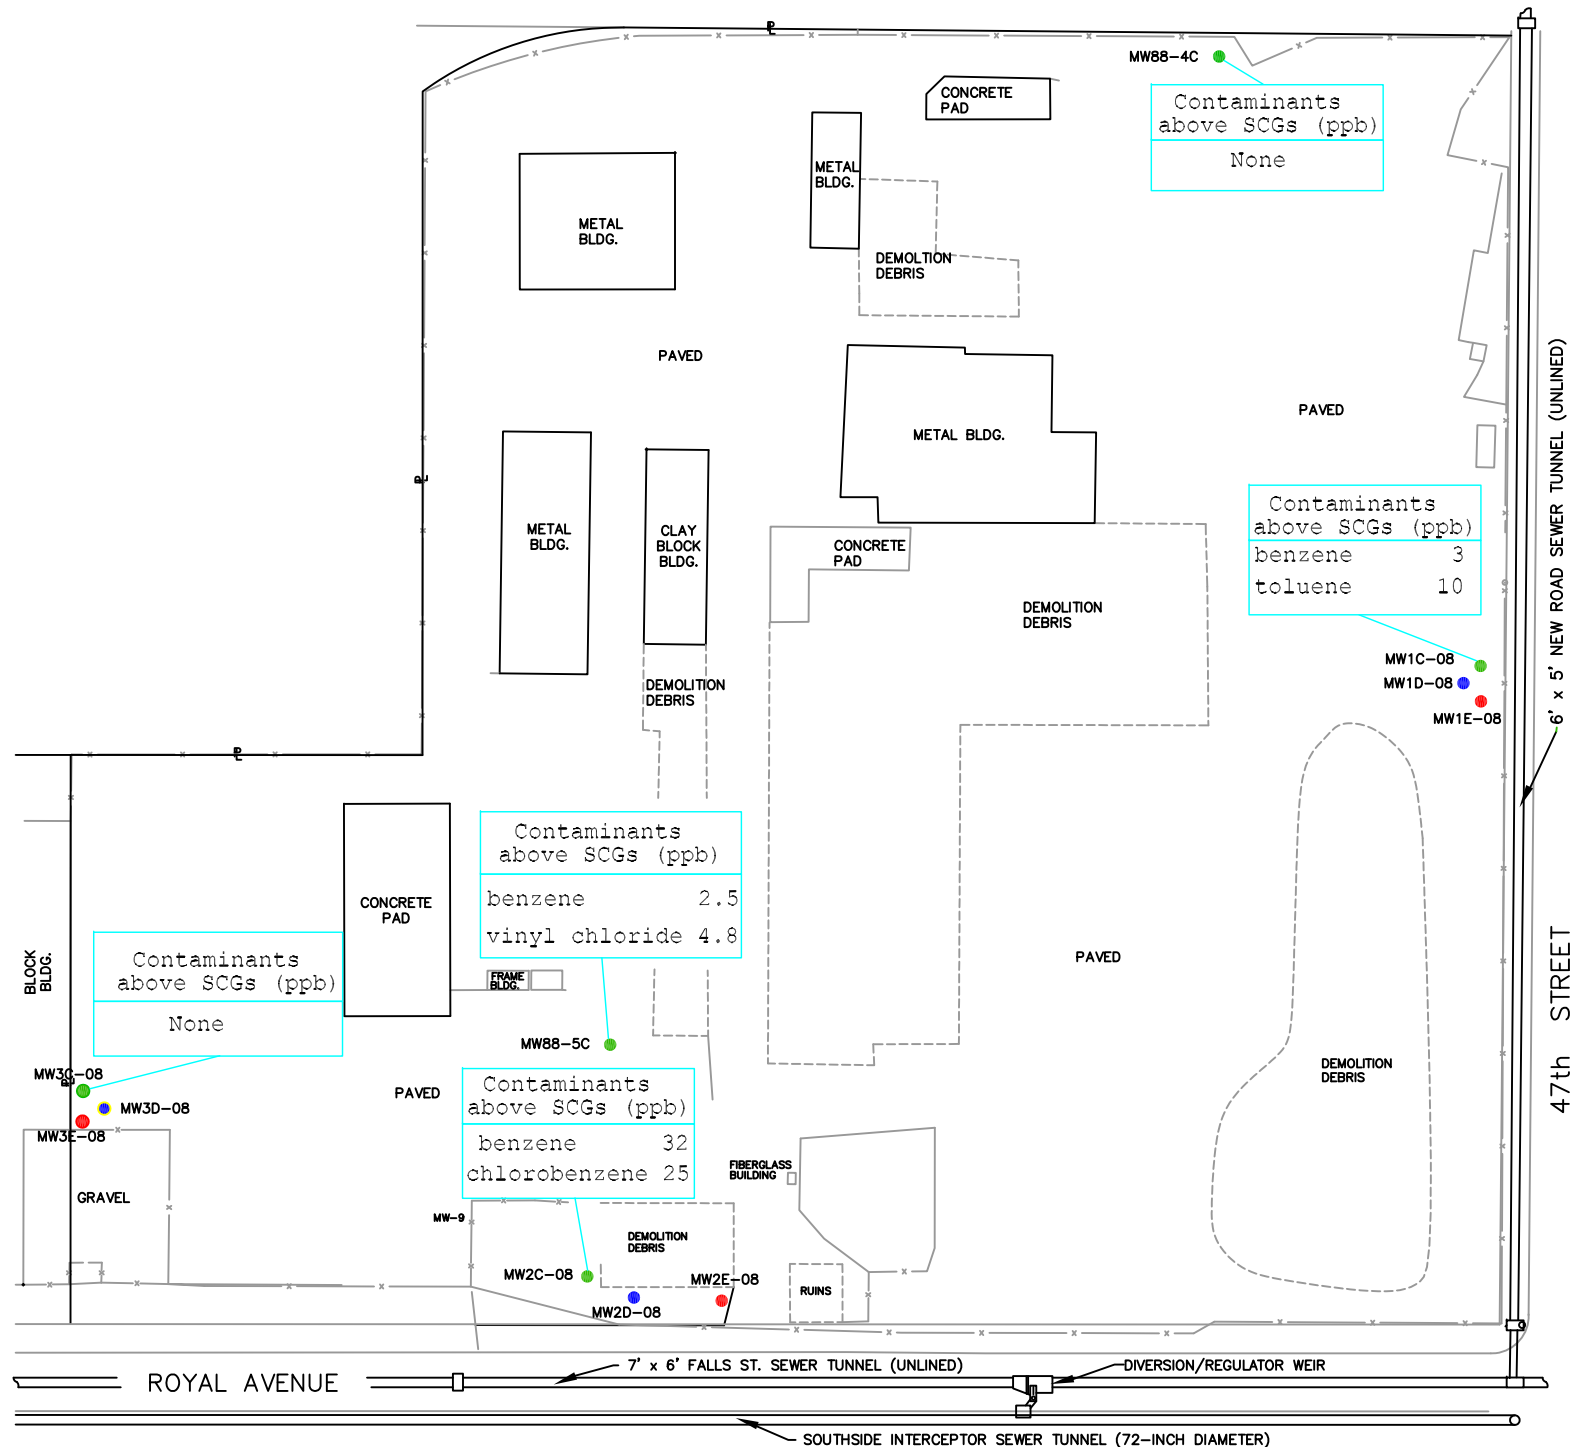 MW88-4C
Contaminants
above SCGs (ppb)
None
CONCRETE
PAD
METAL
BLDG.
METAL
BLDG.
DEMOLTION
DEBRIS
PAVED
PAVED
METAL BLDG.
6' x 5' NEW ROAD SEWER TUNNEL (UNLINED)
Contaminants
above SCGs (ppb)
benzene 3
toluene 10
METAL
BLDG.
CLAY
BLOCK
BLDG.
CONCRETE
PAD
DEMOLITION
DEBRIS
MW1C-08
MW1D-08
MW1E-08
DEMOLITION
DEBRIS
Contaminants
above SCGs (ppb)
benzene 2.5
vinyl chloride 4.8
CONCRETE
PAD
BLOCK
BLDG.
Contaminants
above SCGs (ppb)
None
FRAME
BLDG.
PAVED
47th STREET
MW88-5C
MW3C-08
MW3D-08
MW3E-08
PAVED
Contaminants
above SCGs (ppb)
benzene 32
chlorobenzene 25
DEMOLITION
DEBRIS
FIBERGLASS
BUILDING
GRAVEL
MW-9
DEMOLITION
DEBRIS
MW2C-08
MW2E-08
MW2D-08
RUINS
7' x 6' FALLS ST. SEWER TUNNEL (UNLINED)
DIVERSION/REGULATOR WEIR
ROYAL AVENUE
SOUTHSIDE INTERCEPTOR SEWER TUNNEL (72-INCH DIAMETER)